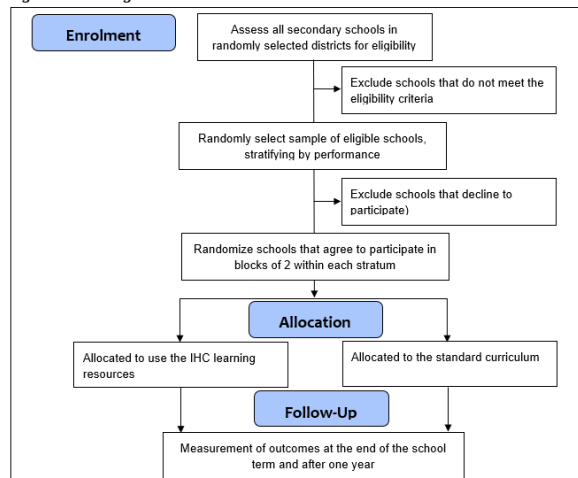 Enrolment
Assess all secondary schools in
randomly selected districts for eligibility
Exclude schools that do not meet the
eligibility criteria
Randomly select sample of eligible schools,
stratifying by performance
Exclude schools that decline to
participate)
Randomize schools that agree to participate in
blocks of 2 within each stratum
Allocation
Allocated to use the IHC learning
resources
Allocated to the standard curriculum
Follow-Up
Measurement of outcomes at the end of the school
term and after one year